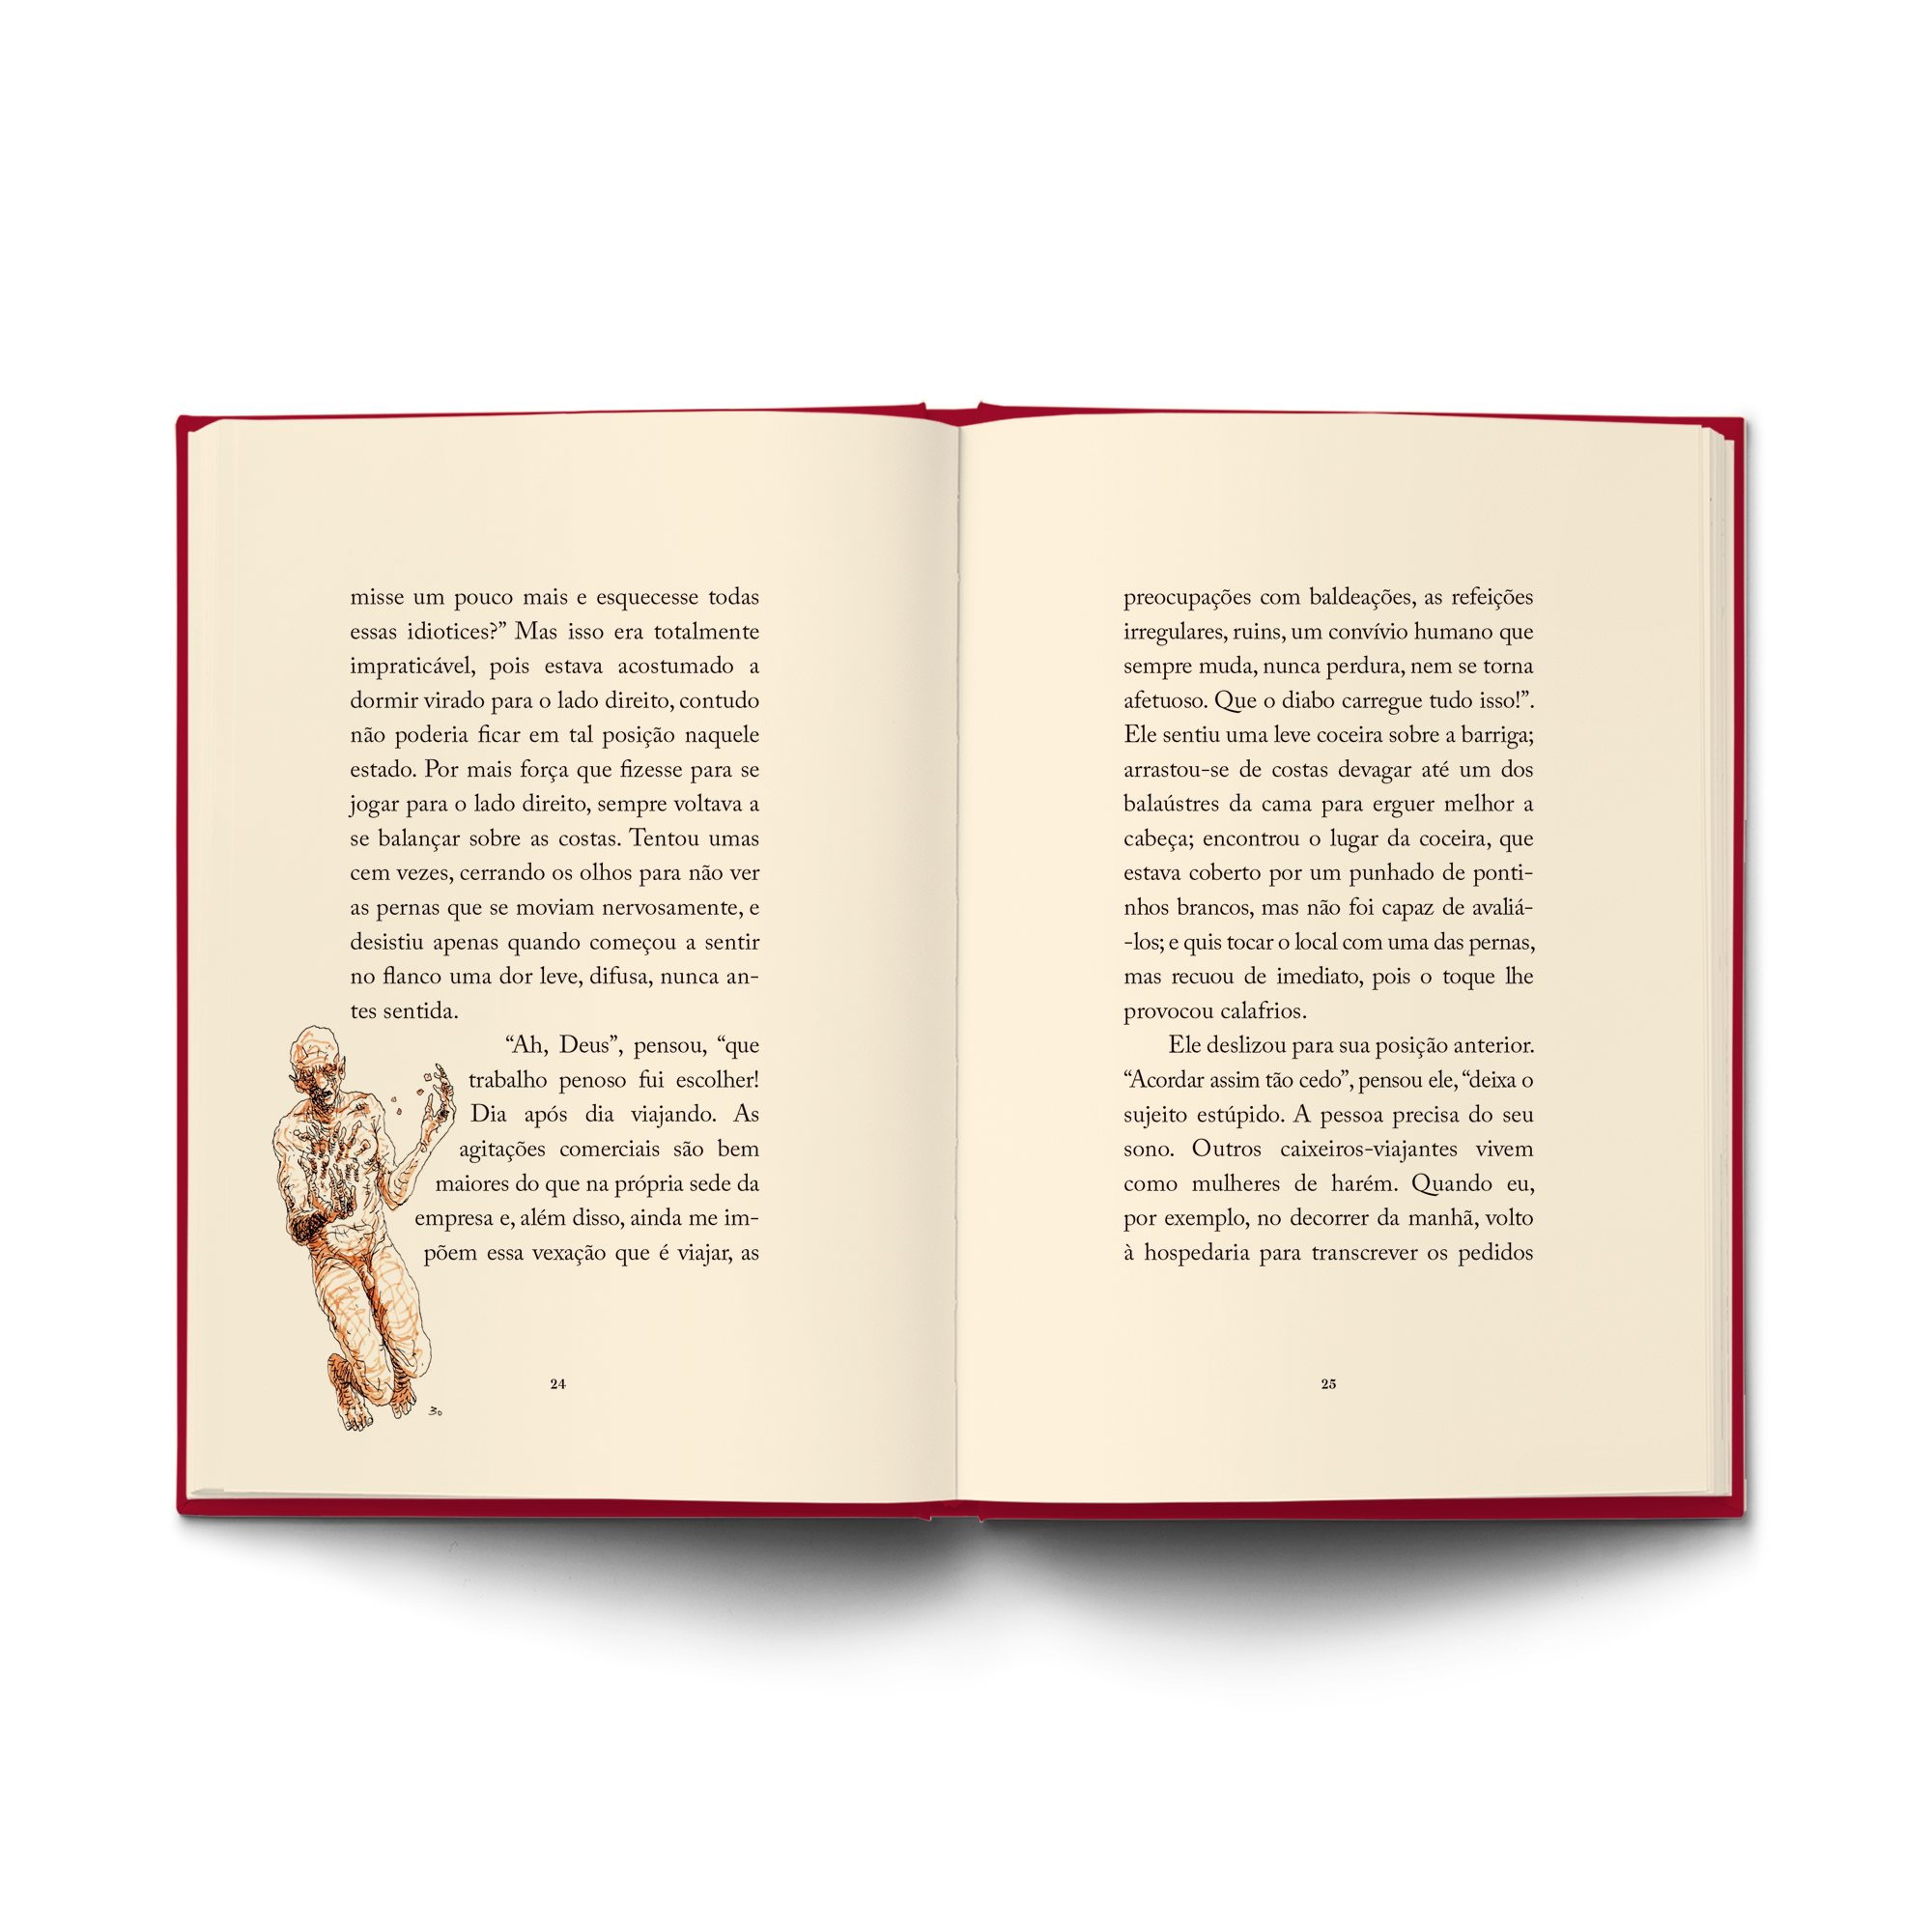 misse um pouco mais e esquecesse todas
essas idiotices?” Mas isso era totalmente
impraticável, pois estava acostumado a
dormir virado para o lado direito, contudo
não poderia ficar em tal posição naquele
estado. Por mais força que fizesse para se
jogar para o lado direito, sempre voltava a
se balançar sobre as costas. Tentou umas
cem vezes, cerrando os olhos para não ver
as pernas que se moviam nervosamente, e
desistiu apenas quando começou a sentir
no flanco uma dor leve, difusa, nunca an-
tes sentida.
“Ah, Deus”, pensou, “que
trabalho penoso fui escolher!
Dia após dia viajando. As
agitações comerciais são bem
maiores do que na própria sede da
empresa e, além disso, ainda me im-
põem essa vexação que é viajar, as
24
preocupações com baldeações, as refeições
irregulares, ruins, um convívio humano que
sempre muda, nunca perdura, nem se torna
afetuoso. Que o diabo carregue tudo isso!”.
Ele sentiu uma leve coceira sobre a barriga;
arrastou-se de costas devagar até um dos
balaústres da cama para erguer melhor a
cabeça; encontrou o lugar da coceira, que
estava coberto por um punhado de ponti-
nhos brancos, mas não foi capaz de avaliá-
-los; e quis tocar o local com uma das pernas,
mas recuou de imediato, pois o toque lhe
provocou calafrios.
Ele deslizou para sua posição anterior.
“Acordar assim tão cedo”, pensou ele, “deixa o
sujeito estúpido. A pessoa precisa do seu
sono. Outros caixeiros-viajantes vivem
como mulheres de harém. Quando eu,
por exemplo, no decorrer da manhã, volto
à hospedaria para transcrever os pedidos
25